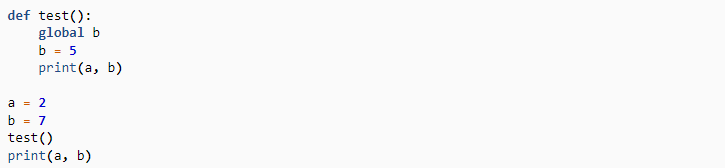 def test():
    global b
    b = 5
    print(a, b)

a = 2
b = 7
test()
print(a, b)